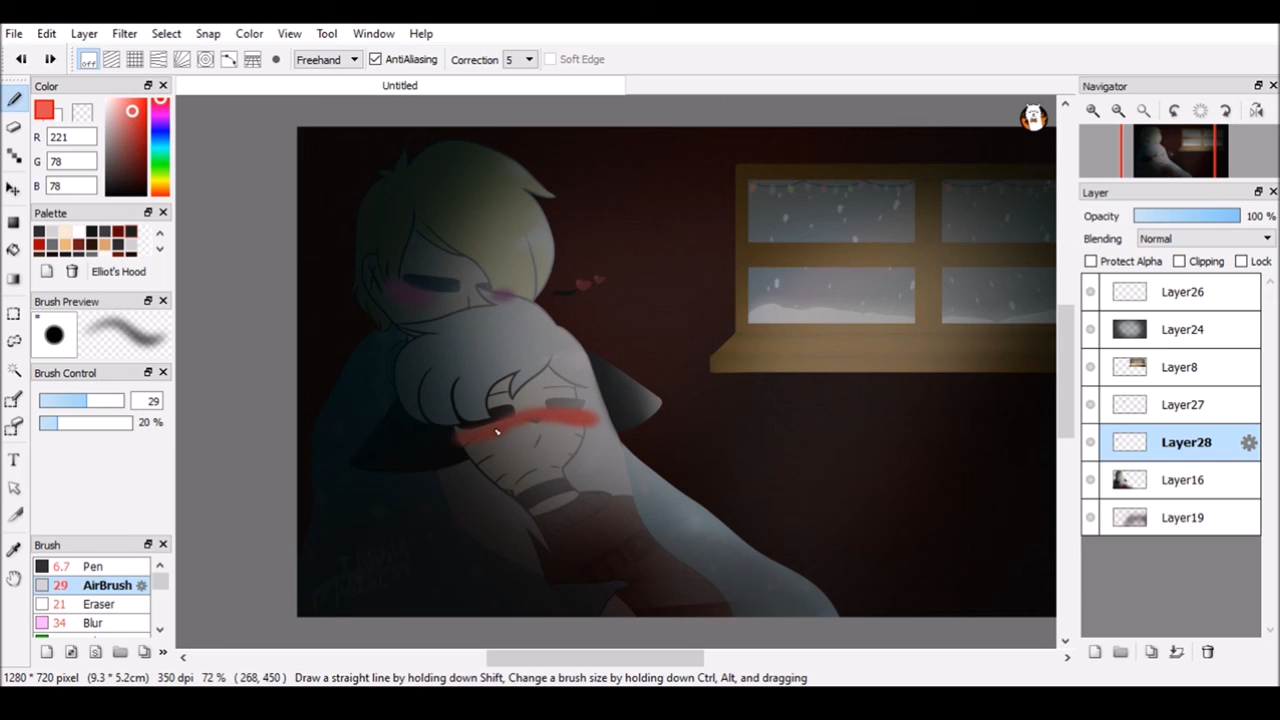 File Edit Layer Filter Select Snap Color View Tool Window Help
off Freehand AntiAliasing Correction 5 Soft Edge
Untitled
Color
R 221
G 78
B 78
Palette
Elliot's Hood
Brush Preview
*
Brush Control
29
20 %
Brush
6.7 Pen
29 AirBrush
21 Eraser
34 Blur
Navigator
Layer
Opacity 100 %
Blending Normal
Protect Alpha Clipping Lock
Layer26
Layer24
Layer8
Layer27
Layer28
Layer16
Layer19
1280 * 720 pixel (9.3 * 5.2cm) 350 dpi 72 % ( 268, 450 ) Draw a straight line by holding down Shift, Change a brush size by holding down Ctrl, Alt, and dragging